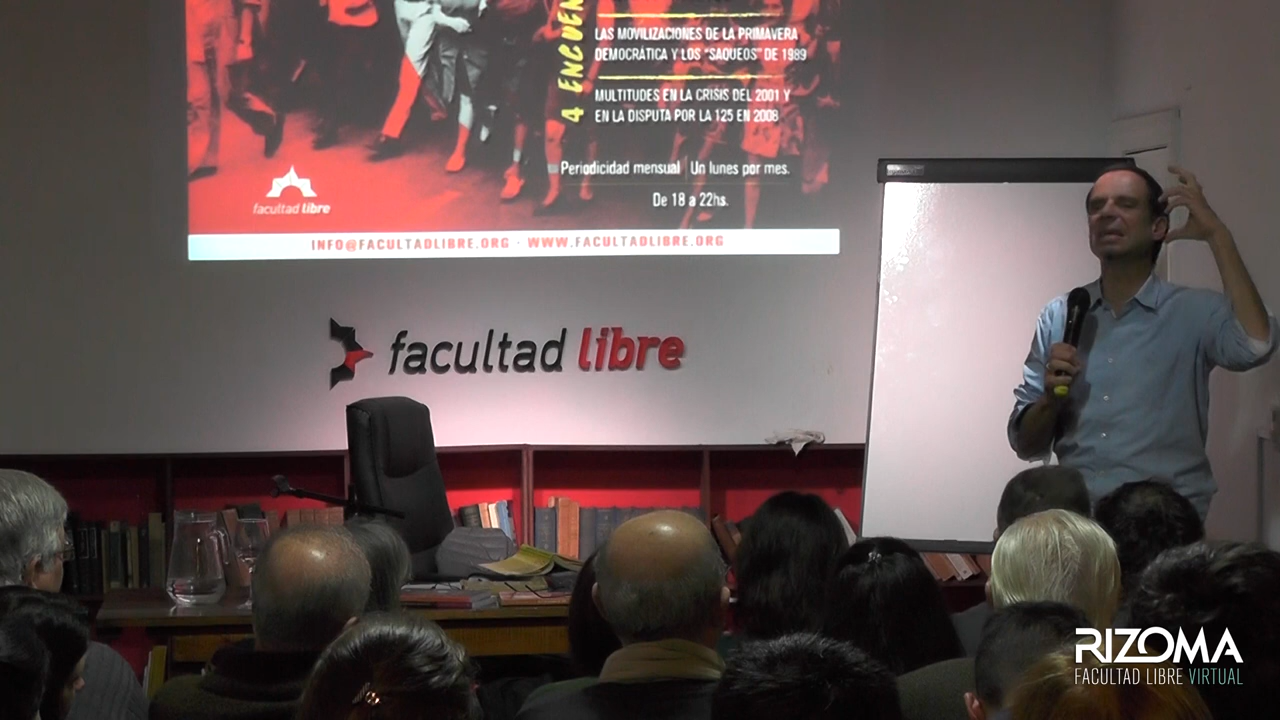 4 ENCUEN
LAS MOVILIZACIONES DE LA PRIMAVERA
DEMOCRÁTICA Y LOS "SAQUEOS" DE 1989
MULTITUDES EN LA CRISIS DEL 2001 Y
EN LA DISPUTA POR LA 125 EN 2008
Periodicidad mensual | Un lunes por mes.
De 18 a 22hs.
facultad libre
INFO@FACULTADLIBRE.ORG - WWW.FACULTADLIBRE.ORG
facultad libre
RIZOMA
FACULTAD LIBRE VIRTUAL